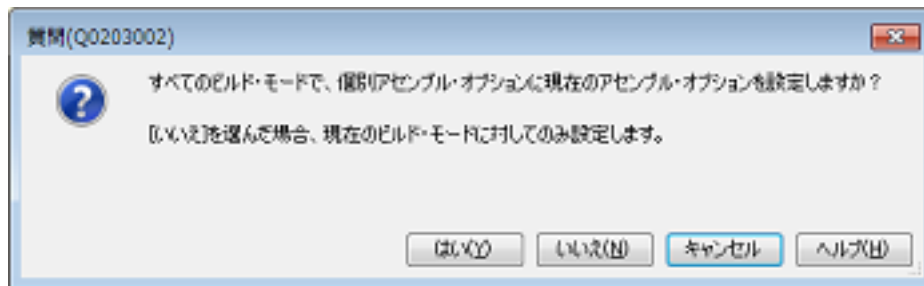 質問(Q0203002)
すべてのビルド・モードで、個別アセンブル・オプションに現在のアセンブル・オプションを設定しますか？
[いいえ]を選んだ場合、現在のビルド・モードに対してのみ設定します。
はい(Y)
いいえ(N)
キャンセル
ヘルプ(H)